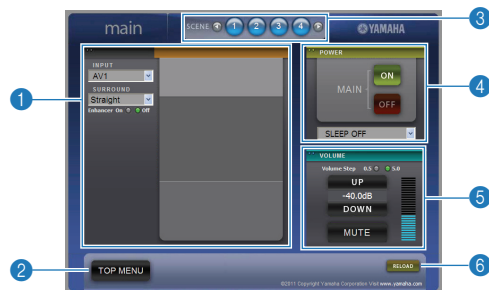 main
SCENE 1 2 3 4
YAMAHA
3
1
INPUT
AV1
SURROUND
Straight
Enhancer On Off
POWER
MAIN
ON
OFF
SLEEP OFF
4
VOLUME
Volume Step 0.5 5.0
UP
-40.0dB
DOWN
MUTE
5
2
TOP MENU
RELOAD
6
©2011 Copyright Yamaha Corporation Visit www.yamaha.com